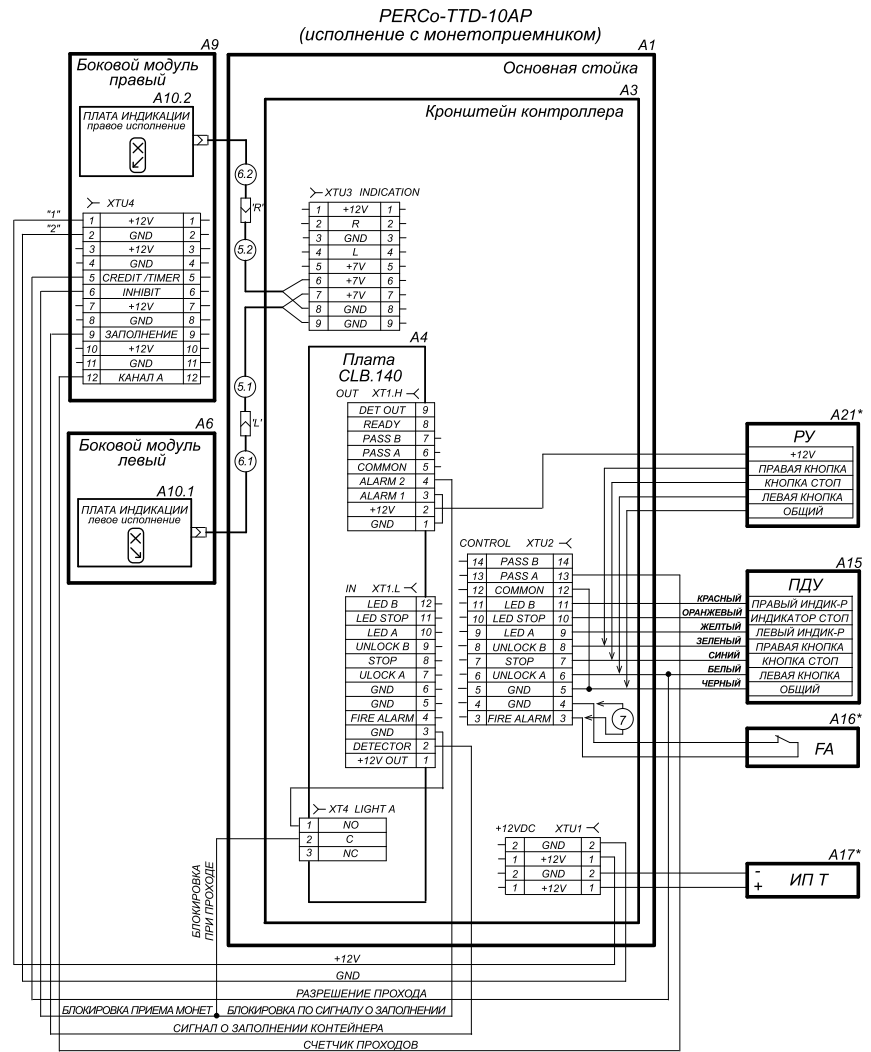 PERCo-TTD-10AP
(исполнение с монетоприемником)
A9
Боковой модуль
правый
A10.2
ПЛАТА ИНДИКАЦИИ
правое исполнение
XTU4
"1"
"2"
1 +12V 1
2 GND 2
3 +12V 3
4 GND 4
5 CREDIT /TIMER 5
6 INHIBIT 6
7 +12V 7
8 GND 8
9 ЗАПОЛНЕНИЕ 9
10 +12V 10
11 GND 11
12 КАНАЛ А 12
A6
Боковой модуль
левый
A10.1
ПЛАТА ИНДИКАЦИИ
левое исполнение
6.2
'R'
5.2
5.1
'L'
6.1
A1
Основная стойка
A3
Кронштейн контроллера
XTU3 INDICATION
1 +12V 1
2 R 2
3 GND 3
4 L 4
5 +7V 5
6 +7V 6
7 +7V 7
8 GND 8
9 GND 9
A4
Плата
CLB.140
OUT XT1.H
DET OUT 9
READY 8
PASS B 7
PASS A 6
COMMON 5
ALARM 2 4
ALARM 1 3
+12V 2
GND 1
IN XT1.L
LED B 12
LED STOP 11
LED A 10
UNLOCK B 9
STOP 8
ULOCK A 7
GND 6
GND 5
FIRE ALARM 4
GND 3
DETECTOR 2
+12V OUT 1
XT4 LIGHT A
1 NO
2 C
3 NC
CONTROL XTU2
14 PASS B 14
13 PASS A 13
12 COMMON 12
11 LED B 11
10 LED STOP 10
9 LED A 9
8 UNLOCK B 8
7 STOP 7
6 UNLOCK A 6
5 GND 5
4 GND 4
3 FIRE ALARM 3
7
+12VDC XTU1
2 GND 2
1 +12V 1
2 GND 2
1 +12V 1
A21*
РУ
+12V
ПРАВАЯ КНОПКА
КНОПКА СТОП
ЛЕВАЯ КНОПКА
ОБЩИЙ
A15
ПДУ
КРАСНЫЙ ПРАВЫЙ ИНДИК-Р
ОРАНЖЕВЫЙ ИНДИКАТОР СТОП
ЖЕЛТЫЙ ЛЕВЫЙ ИНДИК-Р
ЗЕЛЕНЫЙ ПРАВАЯ КНОПКА
СИНИЙ КНОПКА СТОП
БЕЛЫЙ ЛЕВАЯ КНОПКА
ЧЕРНЫЙ ОБЩИЙ
A16*
FA
A17*
-
+
ИП Т
БЛОКИРОВКА
ПРИ ПРОХОДЕ
+12V
GND
РАЗРЕШЕНИЕ ПРОХОДА
БЛОКИРОВКА ПРИЕМА МОНЕТ БЛОКИРОВКА ПО СИГНАЛУ О ЗАПОЛНЕНИИ
СИГНАЛ О ЗАПОЛНЕНИИ КОНТЕЙНЕРА
СЧЕТЧИК ПРОХОДОВ